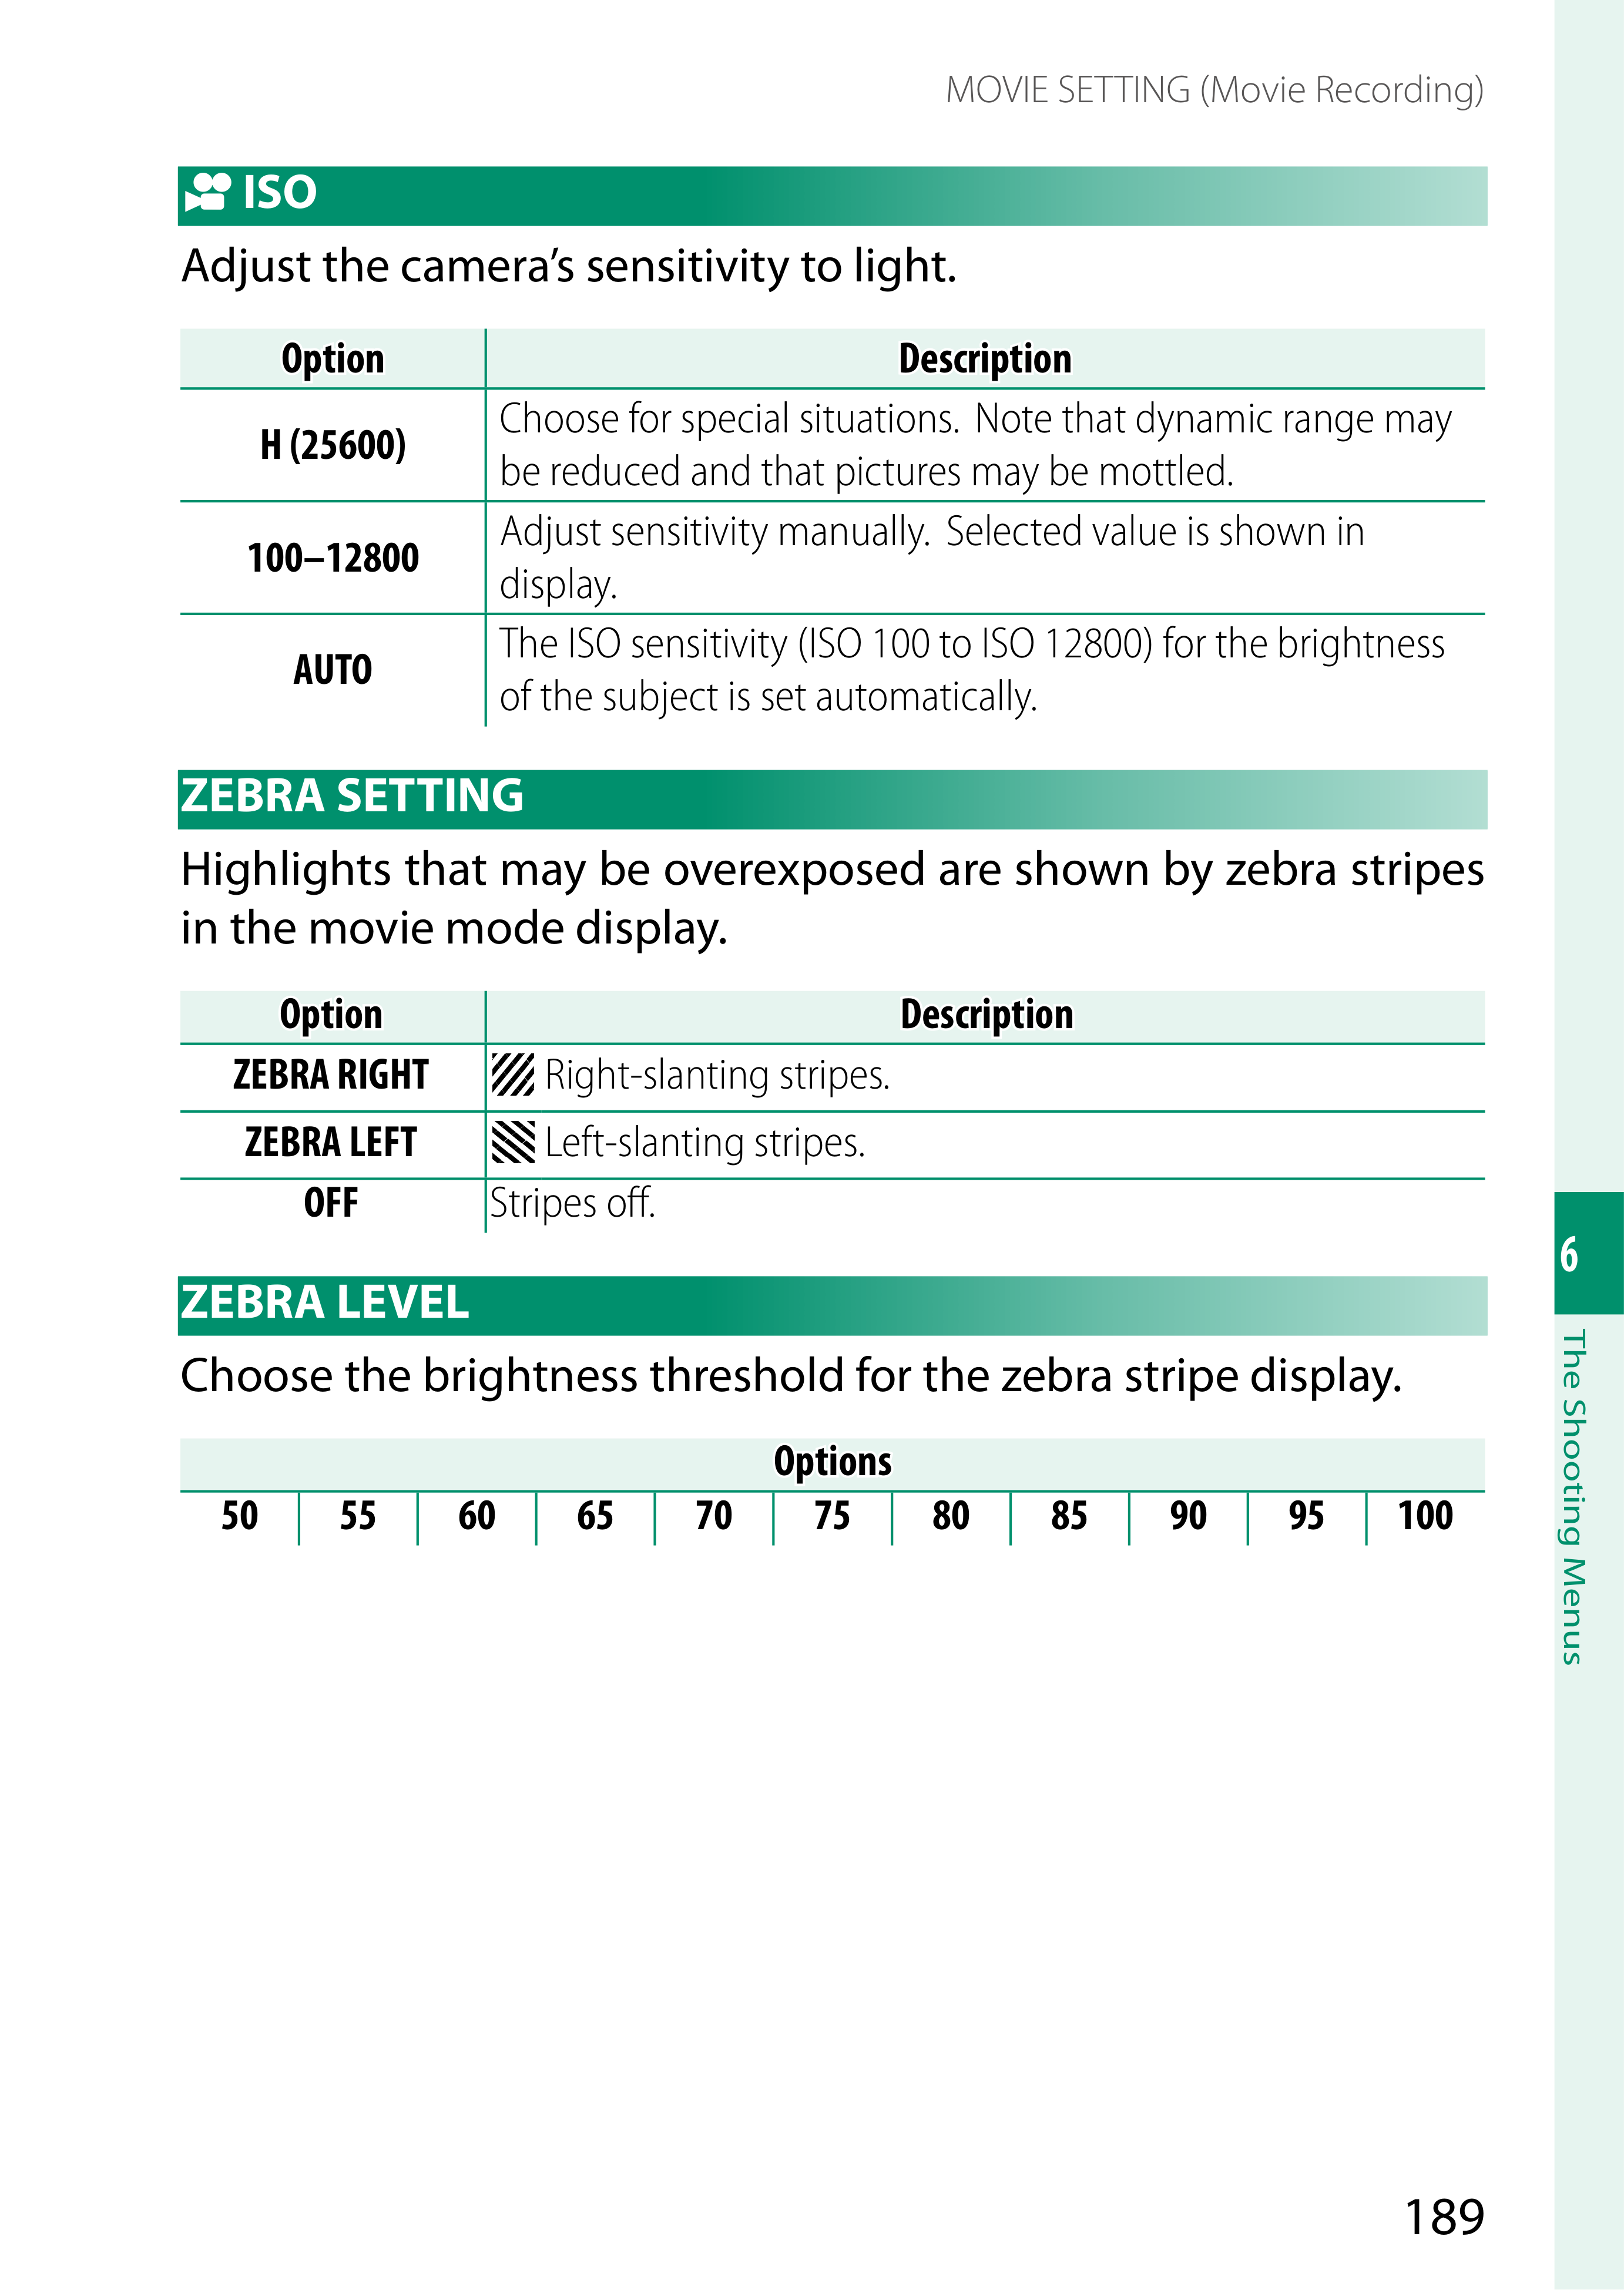 MOVIE SETTING (Movie Recording)
ISO
Adjust the camera’s sensitivity to light.
Option Description
H (25600) Choose for special situations.  Note that dynamic range may
be reduced and that pictures may be mottled.
100–12800 Adjust sensitivity manually.  Selected value is shown in
display.
AUTO The ISO sensitivity (ISO 100 to ISO 12800) for the brightness
of the subject is set automatically.
ZEBRA SETTING
Highlights that may be overexposed are shown by zebra stripes
in the movie mode display.
Option Description
ZEBRA RIGHT Right-slanting stripes.
ZEBRA LEFT Left-slanting stripes.
OFF Stripes off.
ZEBRA LEVEL
Choose the brightness threshold for the zebra stripe display.
Options
50 55 60 65 70 75 80 85 90 95 100
6
The Shooting Menus
189